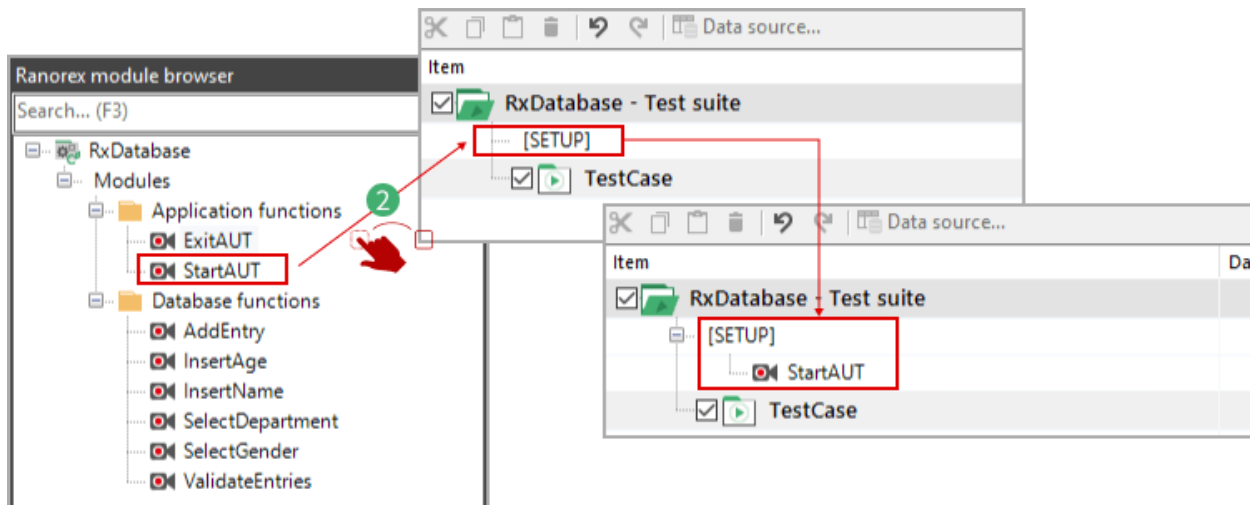 Ranorex module browser
Search... (F3)
RxDatabase
Modules
Application functions
ExitAUT
StartAUT
Database functions
AddEntry
InsertAge
InsertName
SelectDepartment
SelectGender
ValidateEntries
2
Data source...
Item
RxDatabase - Test suite
[SETUP]
TestCase
Data source...
Item Da
RxDatabase - Test suite
[SETUP]
StartAUT
TestCase